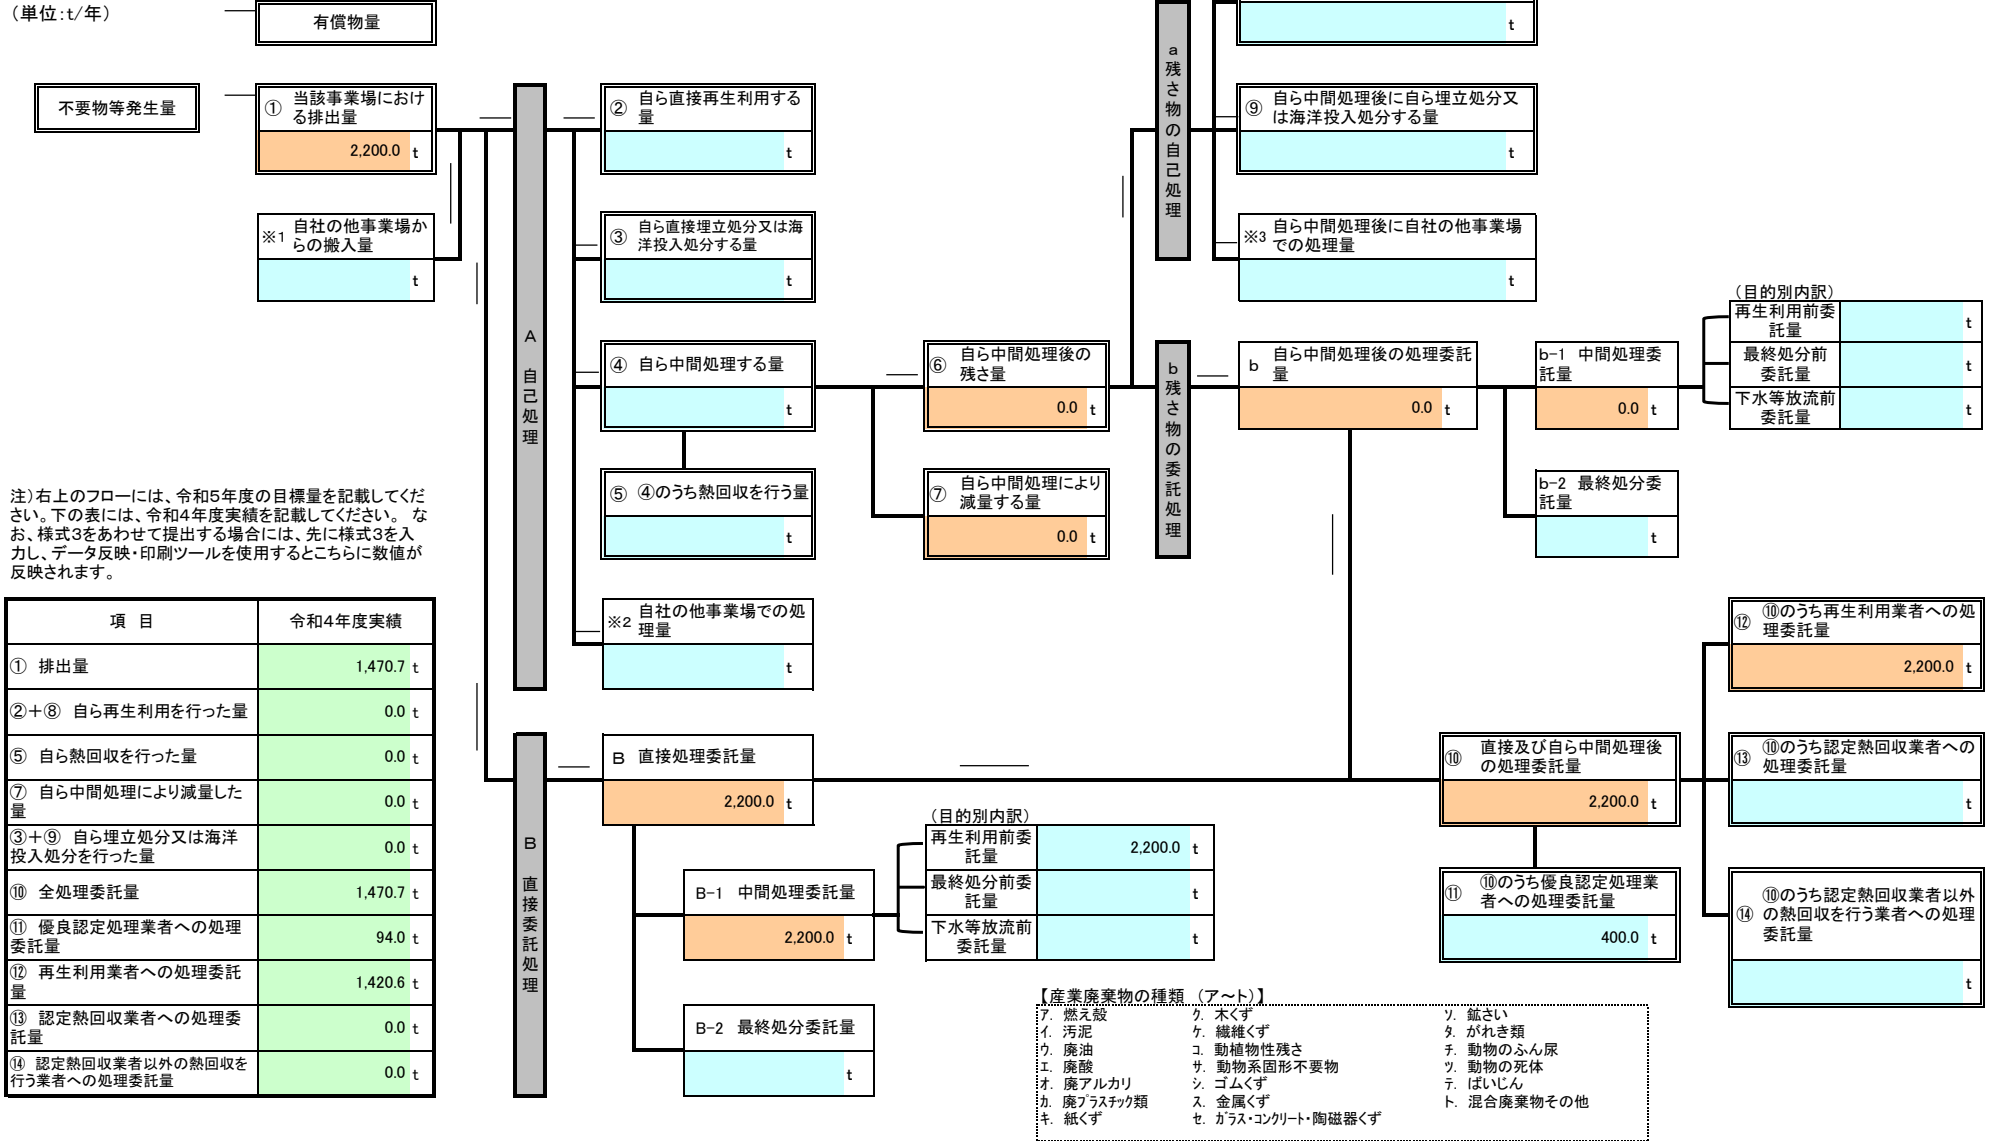 （単位：t/年）
有償物量
t
不要物等発生量
① 当該事業場におけ
る排出量
2,200.0 t
※1 自社の他事業場か
らの搬入量
t
A 自己処理
② 自ら直接再生利用する
量
t
③ 自ら直接埋立処分又は海
洋投入処分する量
t
④ 自ら中間処理する量
t
⑤ ④のうち熱回収を行う量
t
※2 自社の他事業場での処
理量
t
⑥ 自ら中間処理後の
残さ量
0.0 t
⑦ 自ら中間処理により
減量する量
0.0 t
a 残さ物の自己処理
⑨ 自ら中間処理後に自ら埋立処分又
は海洋投入処分する量
t
※3 自ら中間処理後に自社の他事業場
での処理量
t
b 残さ物の委託処理
b 自ら中間処理後の処理委託
量
0.0 t
b-1 中間処理委
託量
0.0 t
b-2 最終処分委
託量
t
（目的別内訳）
再生利用前委
託量
t
最終処分前
委託量
t
下水等放流前
委託量
t
注）右上のフローには、令和５年度の目標量を記載してくだ
さい。下の表には、令和４年度実績を記載してください。 な
お、様式３をあわせて提出する場合には、先に様式３を入
力し、データ反映・印刷ツールを使用するとこちらに数値が
反映されます。
項 目 令和４年度実績
① 排出量 1,470.7 t
②＋⑧ 自ら再生利用を行った量 0.0 t
⑤ 自ら熱回収を行った量 0.0 t
⑦ 自ら中間処理により減量した
量 0.0 t
③＋⑨ 自ら埋立処分又は海洋
投入処分を行った量 0.0 t
⑩ 全処理委託量 1,470.7 t
⑪ 優良認定処理業者への処理
委託量 94.0 t
⑫ 再生利用業者への処理委託
量 1,420.6 t
⑬ 認定熱回収業者への処理委
託量 0.0 t
⑭ 認定熱回収業者以外の熱回収を
行う業者への処理委託量 0.0 t
B 直接委託処理
B 直接処理委託量
2,200.0 t
B-1 中間処理委託量
2,200.0 t
B-2 最終処分委託量
t
（目的別内訳）
再生利用前委
託量
2,200.0 t
最終処分前委
託量
t
下水等放流前
委託量
t
⑩ 直接及び自ら中間処理後
の処理委託量
2,200.0 t
⑪ ⑩のうち優良認定処理業
者への処理委託量
400.0 t
⑫ ⑩のうち再生利用業者への処
理委託量
2,200.0 t
⑬ ⑩のうち認定熱回収業者への
処理委託量
t
⑭ ⑩のうち認定熱回収業者以外
の熱回収を行う業者への処理
委託量
t
【産業廃棄物の種類 （ア～ト）】
ア. 燃え殻 ク. 木くず ソ. 鉱さい
イ. 汚泥 ケ. 繊維くず タ. がれき類
ウ. 廃油 コ. 動植物性残さ チ. 動物のふん尿
エ. 廃酸 サ. 動物系固形不要物 ツ. 動物の死体
オ. 廃アルカリ シ. ゴムくず テ. ばいじん
カ. 廃プラスチック類 ス. 金属くず ト. 混合廃棄物その他
キ. 紙くず セ. ガラス・コンクリート・陶磁器くず